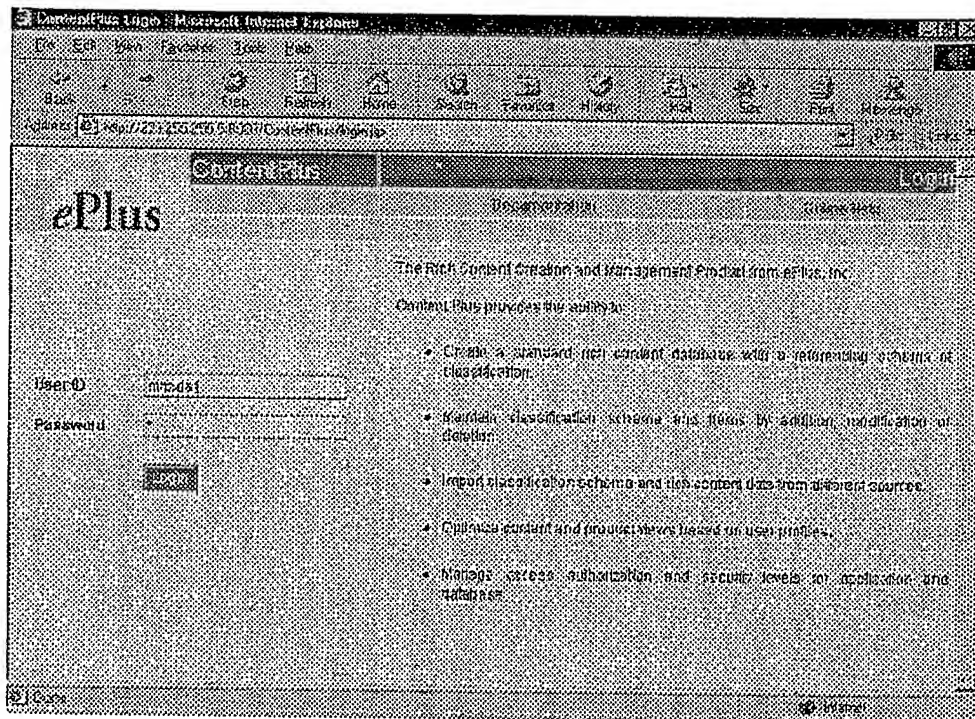 ContentPlus Login - Microsoft Internet Explorer
File Edit View Favorites Tools Help
Back Stop Refresh Home Search Favorites History Mail Print Messenger
Address Links
Content Plus Login
ePlus
Documentation Online Help
The Rich Content Creation and Management Product from ePlus, Inc.
Content Plus provides the ability to:
• Create a standard rich content database with a referencing schema of
classification.
• Maintain classification schema and items by addition, modification or
deletion.
User ID
Password
Login
• Import classification schema and rich content data from different sources.
• Optimize content and product views based on user profiles.
• Manage access authorization and security levels for application and
database.
Done Internet